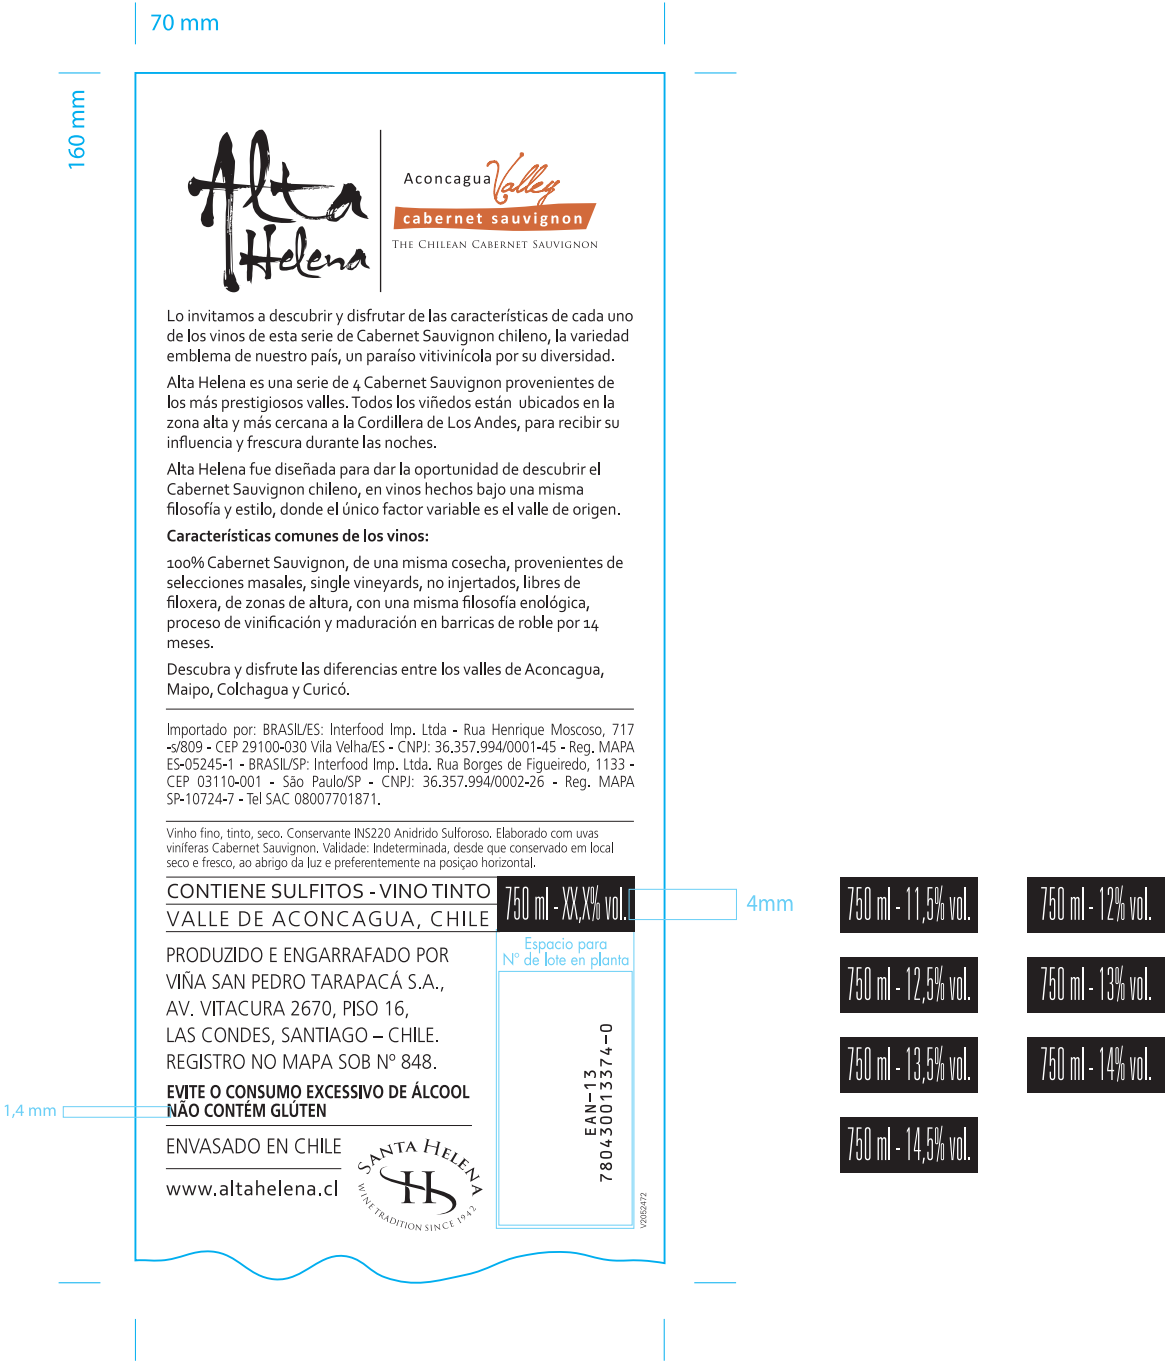 70 mm
160 mm
Alta
Helena
Aconcagua Valley
cabernet sauvignon
THE CHILEAN CABERNET SAUVIGNON
Lo invitamos a descubrir y disfrutar de las características de cada uno
de los vinos de esta serie de Cabernet Sauvignon chileno, la variedad
emblema de nuestro país, un paraíso vitivinícola por su diversidad.
Alta Helena es una serie de 4 Cabernet Sauvignon provenientes de
los más prestigiosos valles. Todos los viñedos están ubicados en la
zona alta y más cercana a la Cordillera de Los Andes, para recibir su
influencia y frescura durante las noches.
Alta Helena fue diseñada para dar la oportunidad de descubrir el
Cabernet Sauvignon chileno, en vinos hechos bajo una misma
filosofía y estilo, donde el único factor variable es el valle de origen.
Características comunes de los vinos:
100% Cabernet Sauvignon, de una misma cosecha, provenientes de
selecciones masales, single vineyards, no injertados, libres de
filoxera, de zonas de altura, con una misma filosofía enológica,
proceso de vinificación y maduración en barricas de roble por 14
meses.
Descubra y disfrute las diferencias entre los valles de Aconcagua,
Maipo, Colchagua y Curicó.
Importado por: BRASIL/ES: Interfood Imp. Ltda - Rua Henrique Moscoso, 717
-s/809 - CEP 29100-030 Vila Velha/ES - CNPJ: 36.357.994/0001-45 - Reg. MAPA
ES-05245-1 - BRASIL/SP: Interfood Imp. Ltda. Rua Borges de Figueiredo, 1133 -
CEP 03110-001 - São Paulo/SP - CNPJ: 36.357.994/0002-26 - Reg. MAPA
SP-10724-7 - Tel SAC 08007701871.
Vinho fino, tinto, seco. Conservante INS220 Anidrido Sulforoso. Elaborado com uvas
viníferas Cabernet Sauvignon. Validade: Indeterminada, desde que conservado em local
seco e fresco, ao abrigo da luz e preferentemente na posiçao horizontal.
CONTIENE SULFITOS - VINO TINTO
VALLE DE ACONCAGUA, CHILE
750 ml - XX,X% vol.
4mm
Espacio para
N° de lote en planta
PRODUZIDO E ENGARRAFADO POR
VIÑA SAN PEDRO TARAPACÁ S.A.,
AV. VITACURA 2670, PISO 16,
LAS CONDES, SANTIAGO – CHILE.
REGISTRO NO MAPA SOB Nº 848.
EVITE O CONSUMO EXCESSIVO DE ÁLCOOL
NÃO CONTÉM GLÚTEN
1,4 mm
ENVASADO EN CHILE
www.altahelena.cl
SANTA HELENA
H
WINE TRADITION SINCE 1942
EAN-13
7804300133740-0
V2052472
750 ml - 11,5% vol.
750 ml - 12% vol.
750 ml - 12,5% vol.
750 ml - 13% vol.
750 ml - 13,5% vol.
750 ml - 14% vol.
750 ml - 14,5% vol.